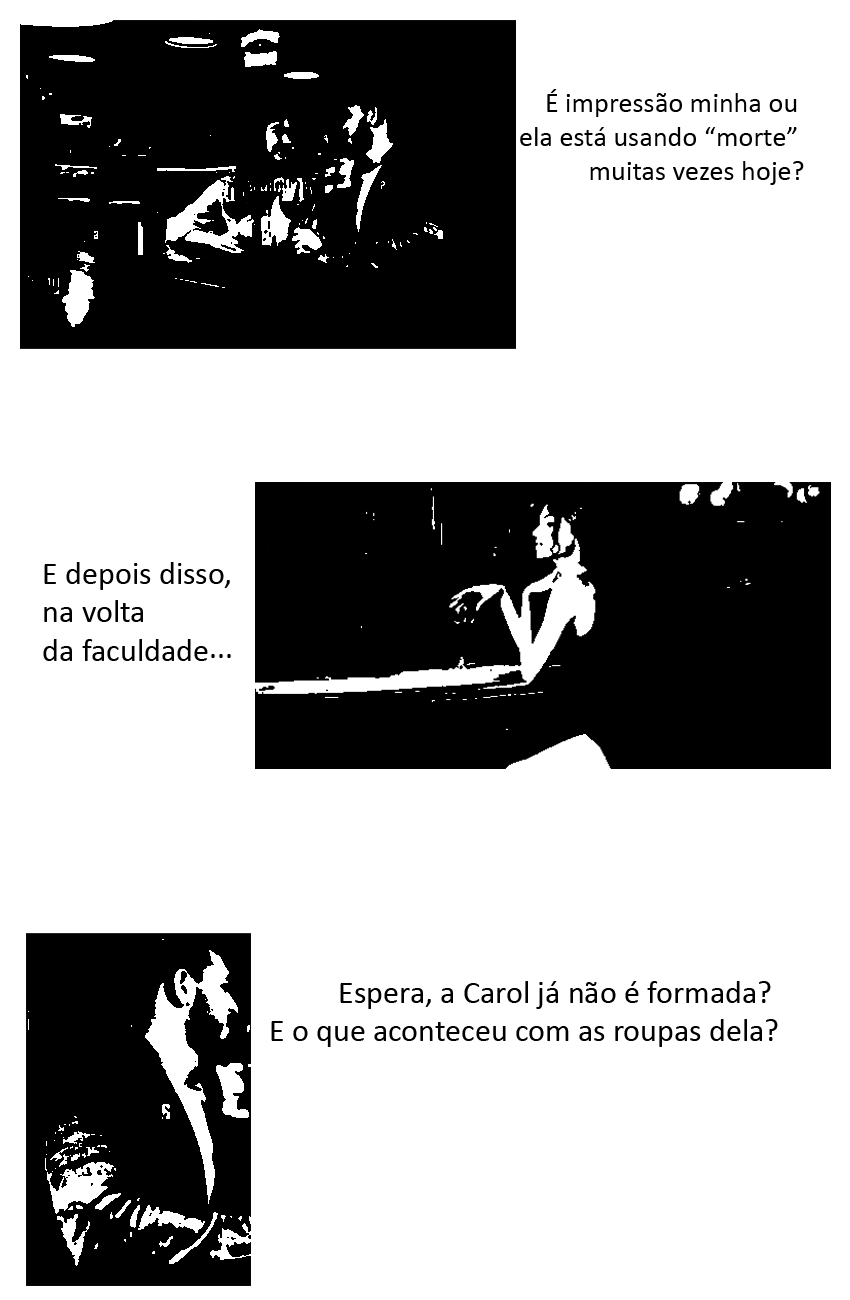 É impressão minha ou
ela está usando “morte”
muitas vezes hoje?
E depois disso,
na volta
da faculdade...
Espera, a Carol já não é formada?
E o que aconteceu com as roupas dela?